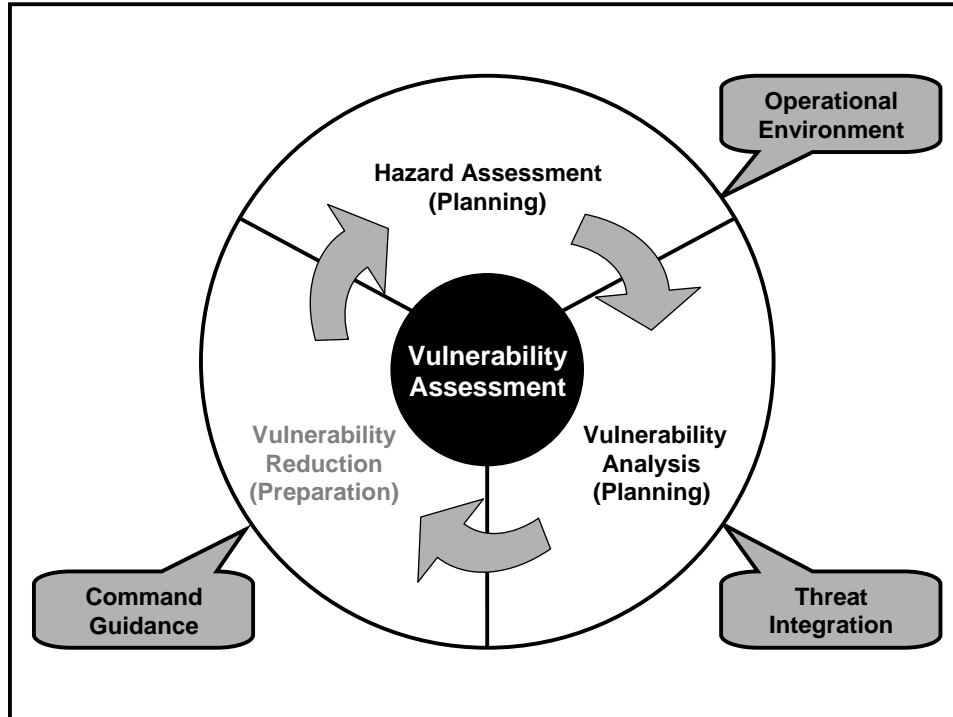 Operational
Environment
Hazard Assessment
(Planning)
Vulnerability
Assessment
Vulnerability
Reduction
(Preparation)
Vulnerability
Analysis
(Planning)
Command
Guidance
Threat
Integration